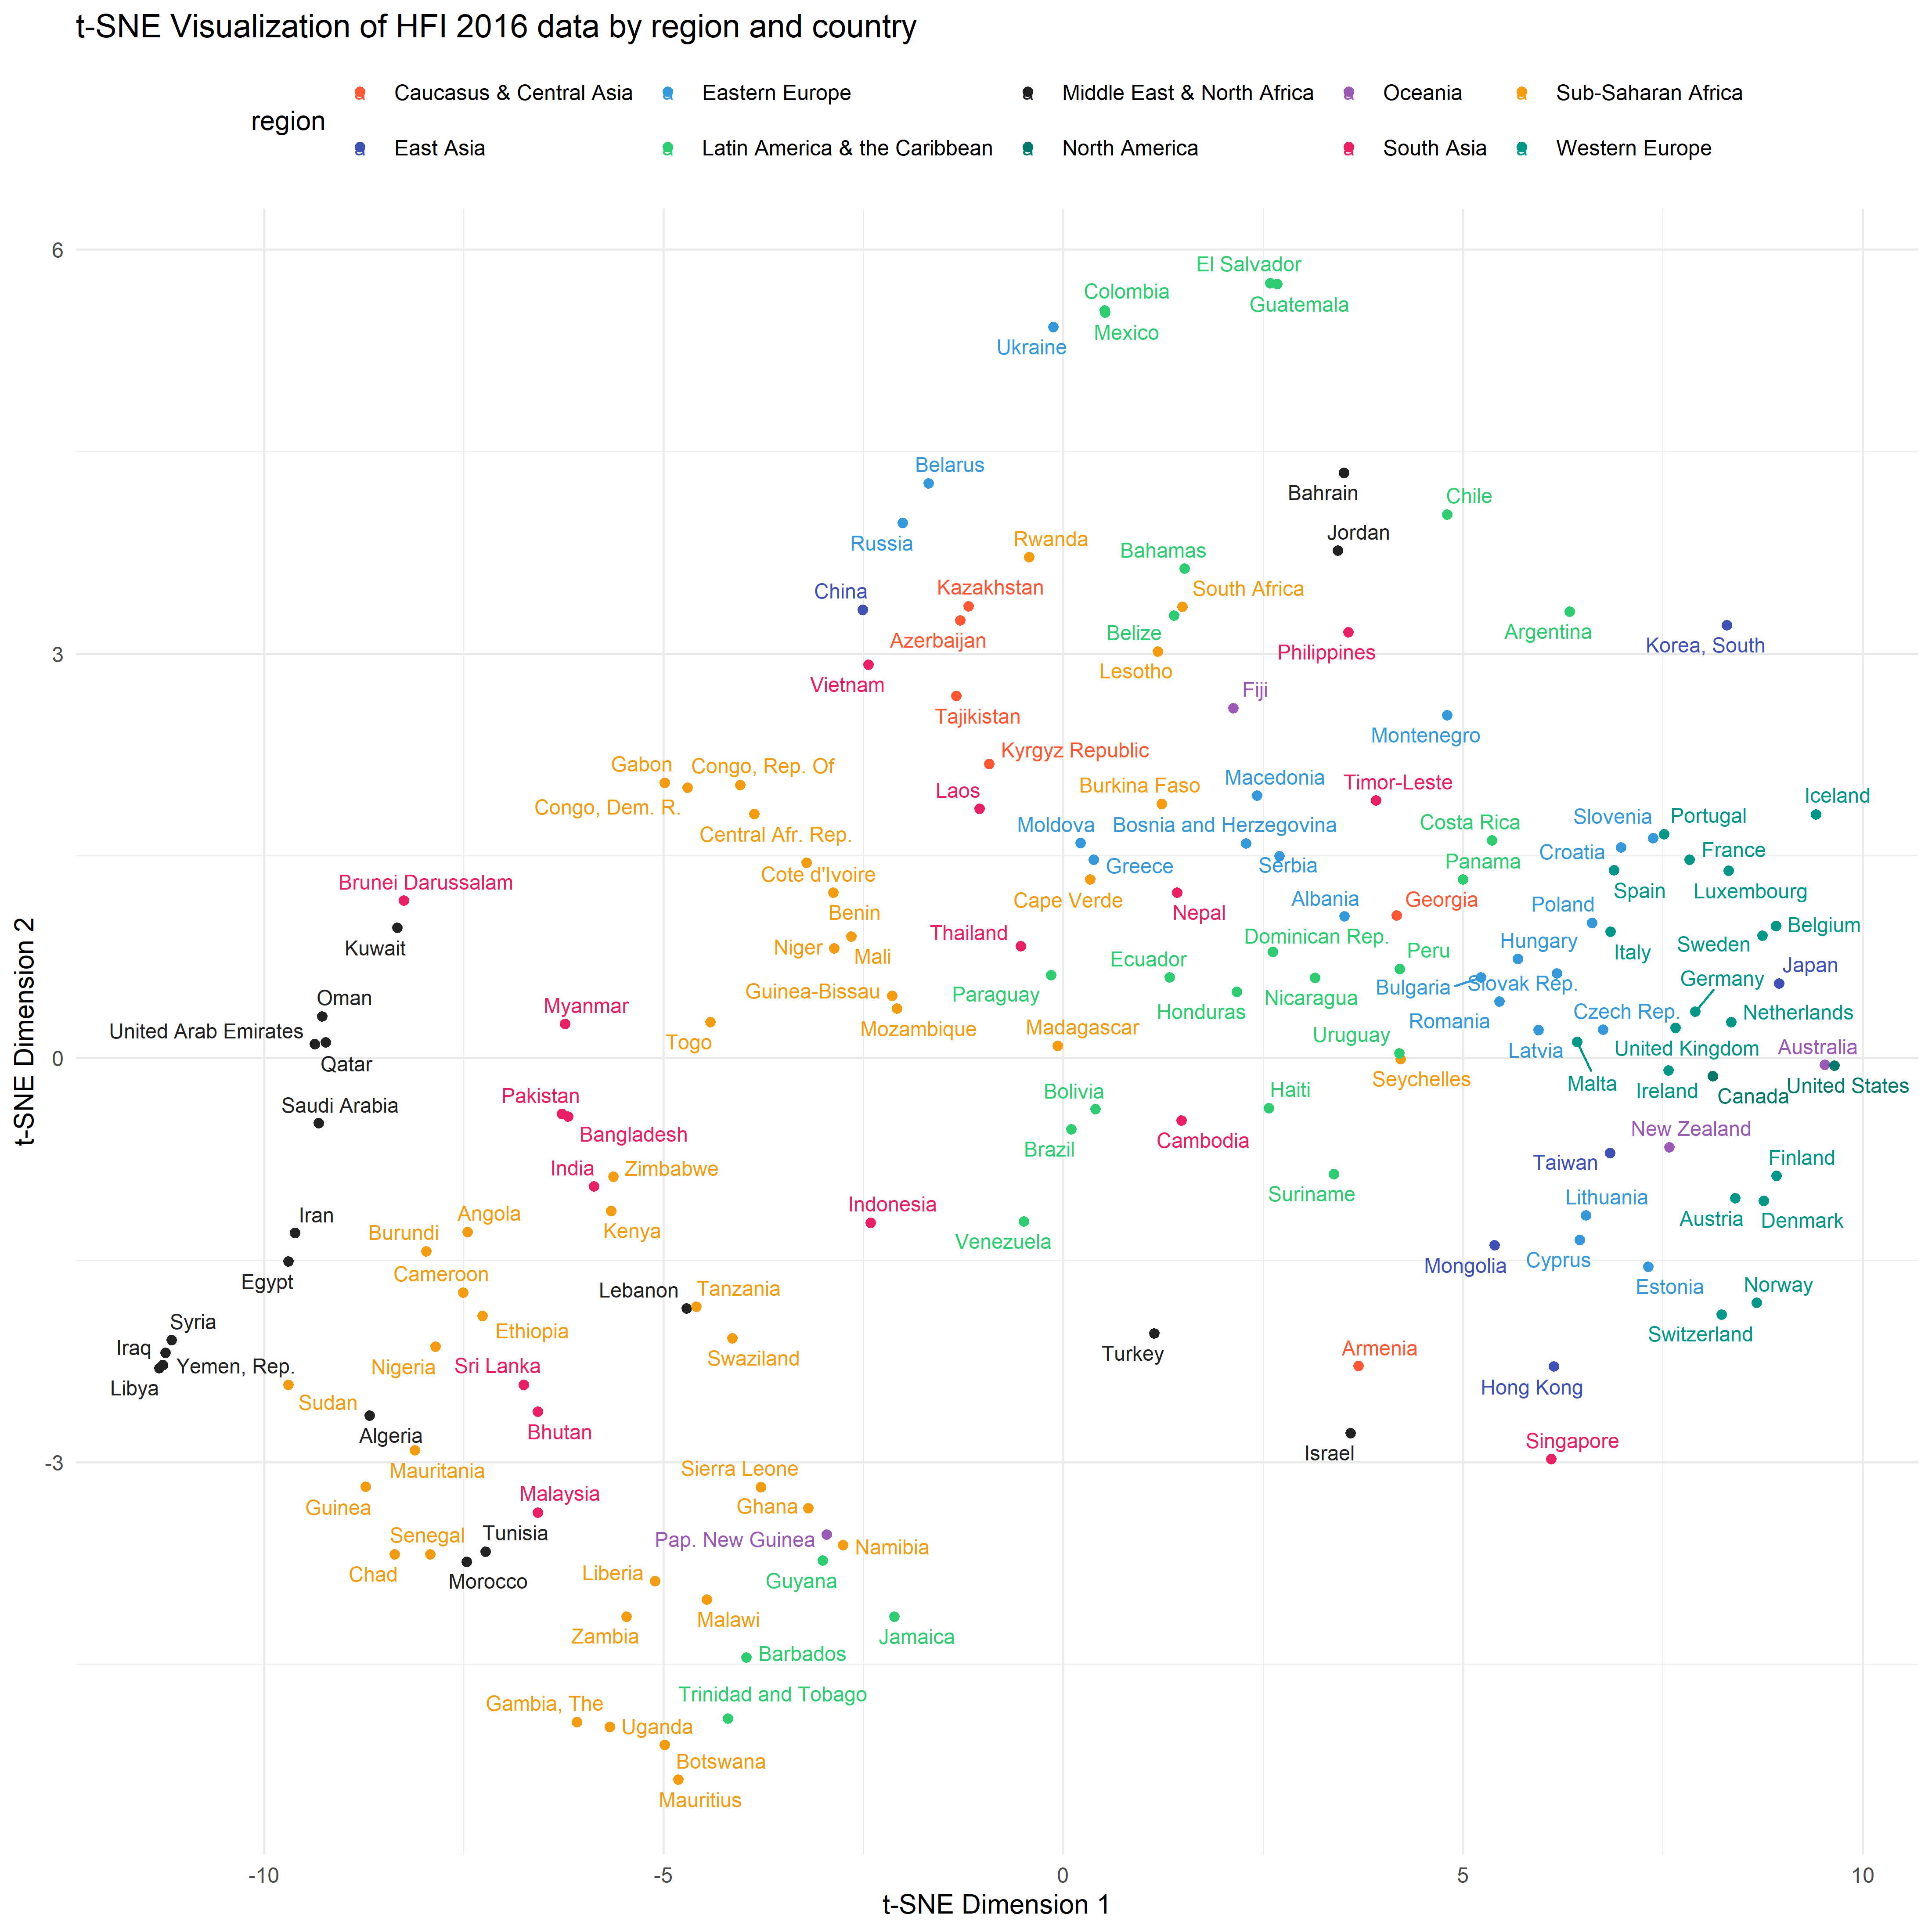 t-SNE Visualization of HFI 2016 data by region and country
region
Caucasus & Central Asia
Eastern Europe
Middle East & North Africa
Oceania
Sub-Saharan Africa
East Asia
Latin America & the Caribbean
North America
South Asia
Western Europe
6
El Salvador
Colombia
Guatemala
Mexico
Ukraine
Belarus
Bahrain
Chile
Jordan
Russia
Rwanda
Bahamas
China
Kazakhstan
South Africa
Belize
Azerbaijan
Argentina
Korea, South
3
Philippines
Lesotho
Vietnam
Fiji
Tajikistan
Montenegro
Kyrgyz Republic
Gabon
Congo, Rep. Of
Macedonia
Burkina Faso
Timor-Leste
Laos
Iceland
Congo, Dem. R.
Slovenia
Portugal
Costa Rica
Moldova
Bosnia and Herzegovina
Central Afr. Rep.
France
Croatia
Panama
Greece
Serbia
Cote d'Ivoire
Brunei Darussalam
Spain
Luxembourg
Albania
Georgia
Cape Verde
Poland
Benin
Nepal
Belgium
Thailand
Dominican Rep.
Hungary
Sweden
Kuwait
Niger
Peru
Italy
Mali
Ecuador
Japan
Germany
Slovak Rep.
Bulgaria
Guinea-Bissau
Paraguay
Oman
Nicaragua
Myanmar
Honduras
Czech Rep.
Netherlands
Romania
Madagascar
Mozambique
United Arab Emirates
Uruguay
Togo
Australia
United Kingdom
Latvia
0
Qatar
Seychelles
Malta
United States
Haiti
Bolivia
Ireland
Pakistan
Canada
Saudi Arabia
New Zealand
Bangladesh
Cambodia
Brazil
Finland
Taiwan
India
Zimbabwe
Suriname
Lithuania
Indonesia
Iran
Angola
Austria
Denmark
Kenya
Burundi
Venezuela
Cyprus
Mongolia
Cameroon
Egypt
Norway
Estonia
Tanzania
Lebanon
Syria
Ethiopia
Switzerland
Iraq
Armenia
Turkey
Swaziland
Yemen, Rep.
Sri Lanka
Nigeria
Libya
Hong Kong
Sudan
Bhutan
Algeria
Singapore
Israel
-3
Mauritania
Sierra Leone
Malaysia
Guinea
Ghana
Tunisia
Senegal
Pap. New Guinea
Namibia
Liberia
Chad
Guyana
Morocco
Malawi
Zambia
Jamaica
Barbados
Trinidad and Tobago
Gambia, The
Uganda
Botswana
Mauritius
-10
-5
0
5
10
t-SNE Dimension 1
t-SNE Dimension 2